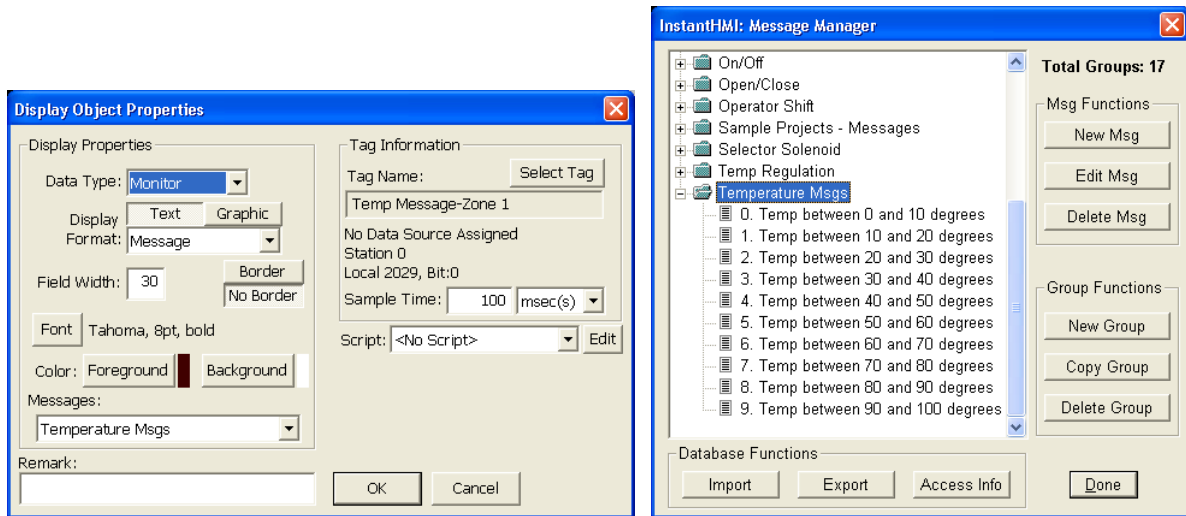 Display Object Properties
Display Properties
Data Type: Monitor
Display Format: Text Graphic
Message
Field Width: 30 Border
No Border
Font Tahoma, 8pt, bold
Color: Foreground Background
Messages:
Temperature Msgs
Remark:
Tag Information
Tag Name: Select Tag
Temp Message-Zone 1
No Data Source Assigned
Station 0
Local 2029, Bit:0
Sample Time: 100 msec(s)
Script: <No Script> Edit
OK Cancel
InstantHMI: Message Manager
On/Off
Open/Close
Operator Shift
Sample Projects - Messages
Selector Solenoid
Temp Regulation
Temperature Msgs
0. Temp between 0 and 10 degrees
1. Temp between 10 and 20 degrees
2. Temp between 20 and 30 degrees
3. Temp between 30 and 40 degrees
4. Temp between 40 and 50 degrees
5. Temp between 50 and 60 degrees
6. Temp between 60 and 70 degrees
7. Temp between 70 and 80 degrees
8. Temp between 80 and 90 degrees
9. Temp between 90 and 100 degrees
Total Groups: 17
Msg Functions
New Msg
Edit Msg
Delete Msg
Group Functions
New Group
Copy Group
Delete Group
Database Functions
Import Export Access Info
Done